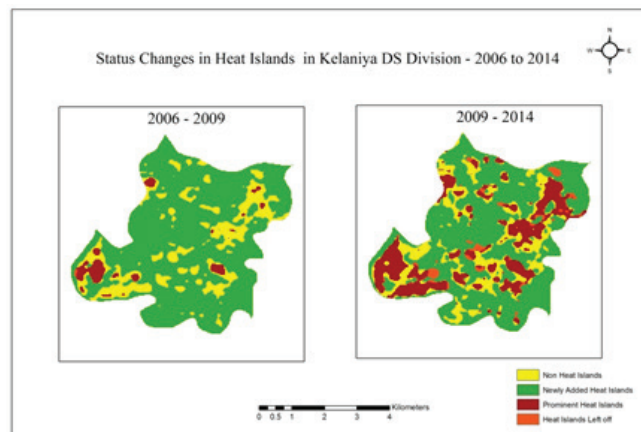 Status Changes in Heat Islands in Kelaniya DS Division - 2006 to 2014
N
W E
S
2006 - 2009
2009 - 2014
Non Heat Islands
Newly Added Heat Islands
Prominent Heat Islands
Heat Islands Left off
Kilometers
0 0.5 1 2 3 4